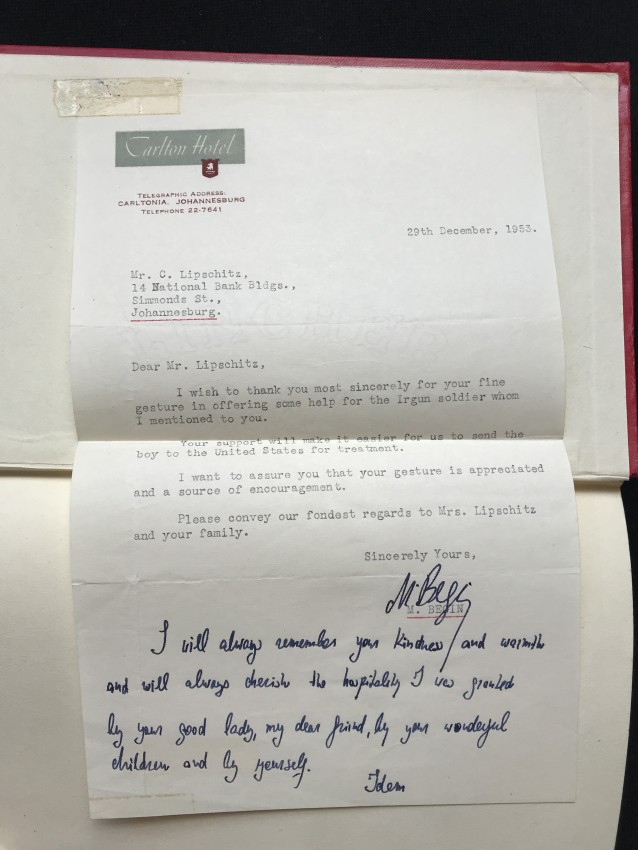 Carlton Hotel
TELEGRAPHIC ADDRESS:
CARLTONIA, JOHANNESBURG
TELEPHONE 22-7641
29th December, 1953.
Mr. C. Lipschitz,
14 National Bank Bldgs.,
Simmonds St.,
Johannesburg.
Dear Mr. Lipschitz,
I wish to thank you most sincerely for your fine
gesture in offering some help for the Irgun soldier whom
I mentioned to you.
Your support will make it easier for us to send the
boy to the United States for treatment.
I want to assure you that your gesture is appreciated
and a source of encouragement.
Please convey our fondest regards to Mrs. Lipschitz
and your family.
Sincerely Yours,
M. Begin
M. BEGIN
I will always remember your kindness and warmth
and will always cherish the hospitality I was granted
by your good lady, my dear friend, by your wonderful
children and by yourself.
Idem